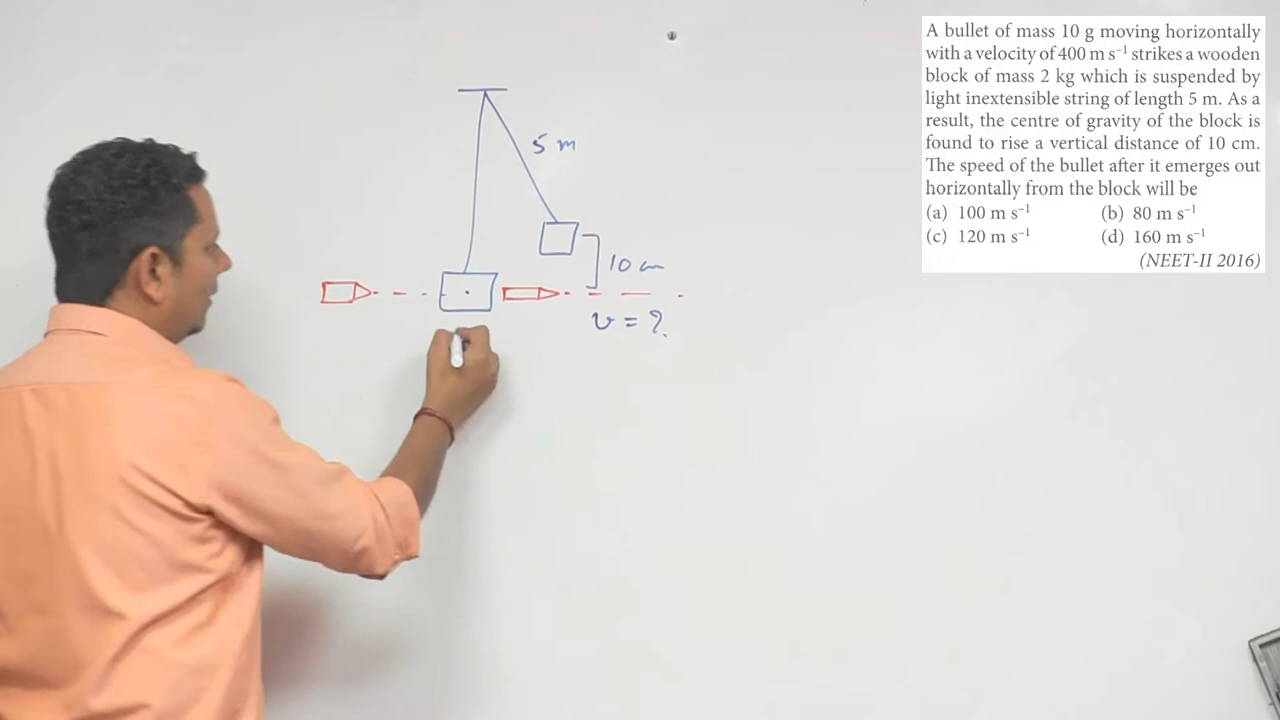 A bullet of mass 10 g moving horizontally
with a velocity of 400 m s⁻¹ strikes a wooden
block of mass 2 kg which is suspended by
light inextensible string of length 5 m. As a
result, the centre of gravity of the block is
found to rise a vertical distance of 10 cm.
The speed of the bullet after it emerges out
horizontally from the block will be
(a) 100 m s⁻¹ (b) 80 m s⁻¹
(c) 120 m s⁻¹ (d) 160 m s⁻¹
(NEET-II 2016)
5 m
10 cm
v = ?